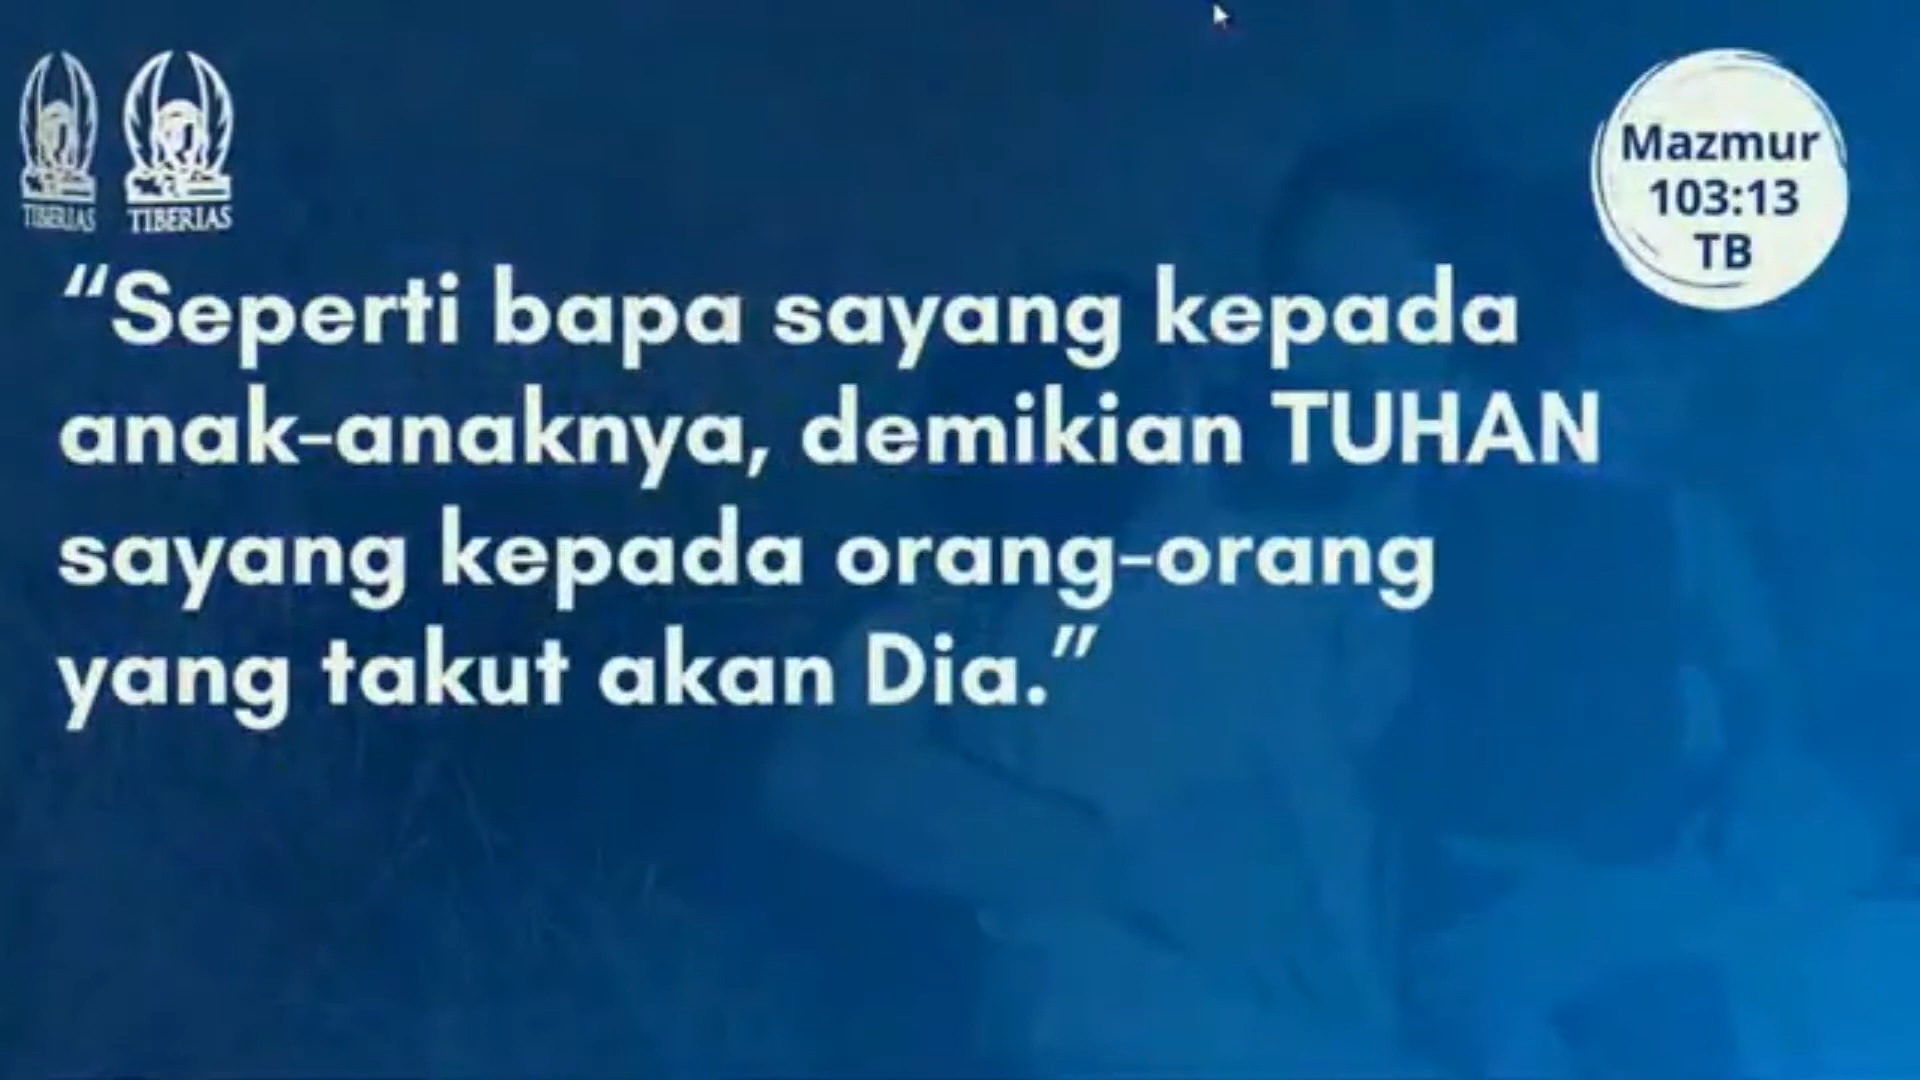 TIBERIAS
TIBERIAS
Mazmur
103:13
TB
“Seperti bapa sayang kepada
anak-anaknya, demikian TUHAN
sayang kepada orang-orang
yang takut akan Dia.”